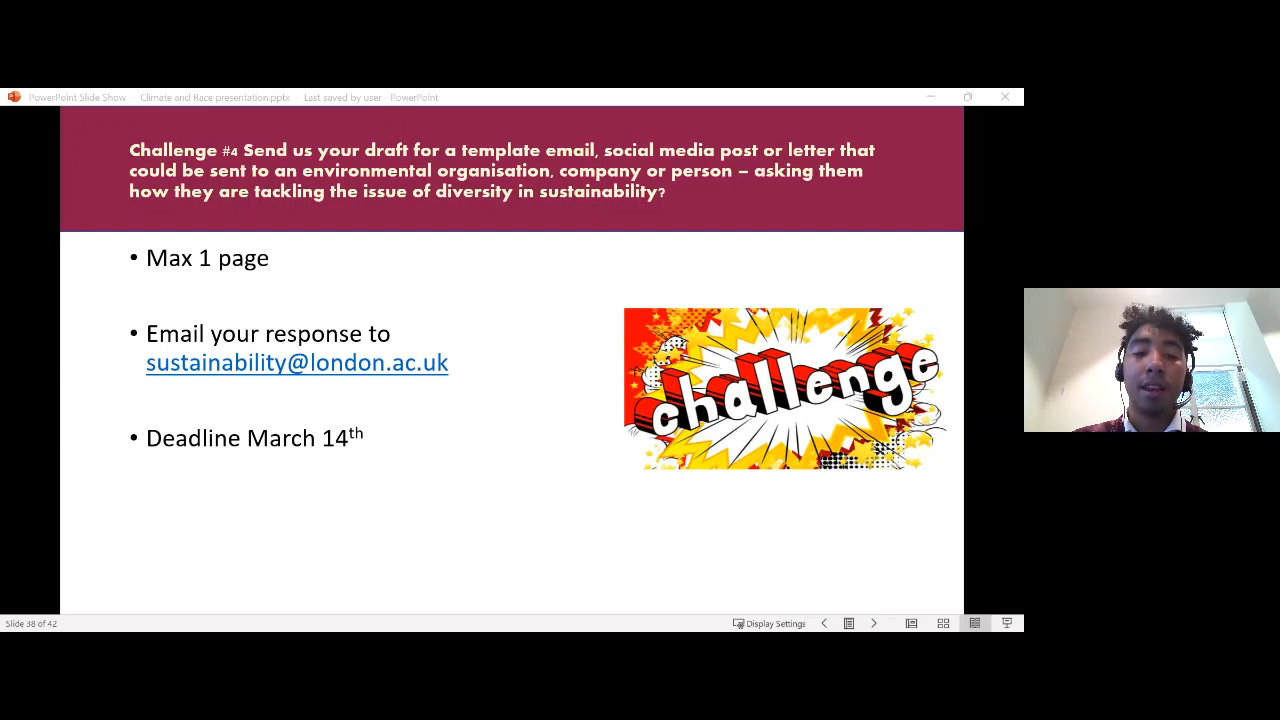 PowerPoint Slide Show - Climate and Race presentation.pptx - Last saved by user - PowerPoint
Challenge #4 Send us your draft for a template email, social media post or letter that
could be sent to an environmental organisation, company or person – asking them
how they are tackling the issue of diversity in sustainability?
• Max 1 page
• Email your response to
sustainability@london.ac.uk
• Deadline March 14th
challenge
Slide 38 of 42
Display Settings